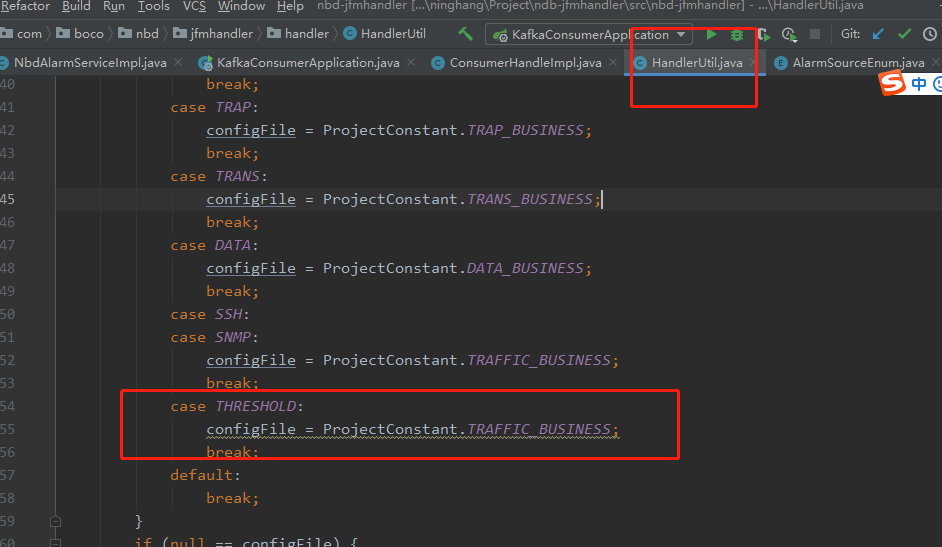 Refactor Build Run Tools VCS Window Help nbd-jfmhandler [...\ninghang\Project\ndb-jfmhandler\src\nbd-jfmhandler] - ...\HandlerUtil.java
com boco nbd jfmhandler handler HandlerUtil KafkaConsumerApplication Git:
NbdAlarmServiceImpl.java KafkaConsumerApplication.java ConsumerHandleImpl.java HandlerUtil.java AlarmSourceEnum.java
中
40 break;
41 case TRAP:
42 configFile = ProjectConstant.TRAP_BUSINESS;
43 break;
44 case TRANS:
45 configFile = ProjectConstant.TRANS_BUSINESS;
46 break;
47 case DATA:
48 configFile = ProjectConstant.DATA_BUSINESS;
49 break;
50 case SSH:
51 case SNMP:
52 configFile = ProjectConstant.TRAFFIC_BUSINESS;
53 break;
54 case THRESHOLD:
55 configFile = ProjectConstant.TRAFFIC_BUSINESS;
56 break;
57 default:
58 break;
59 }
60 if (null == configFile) {